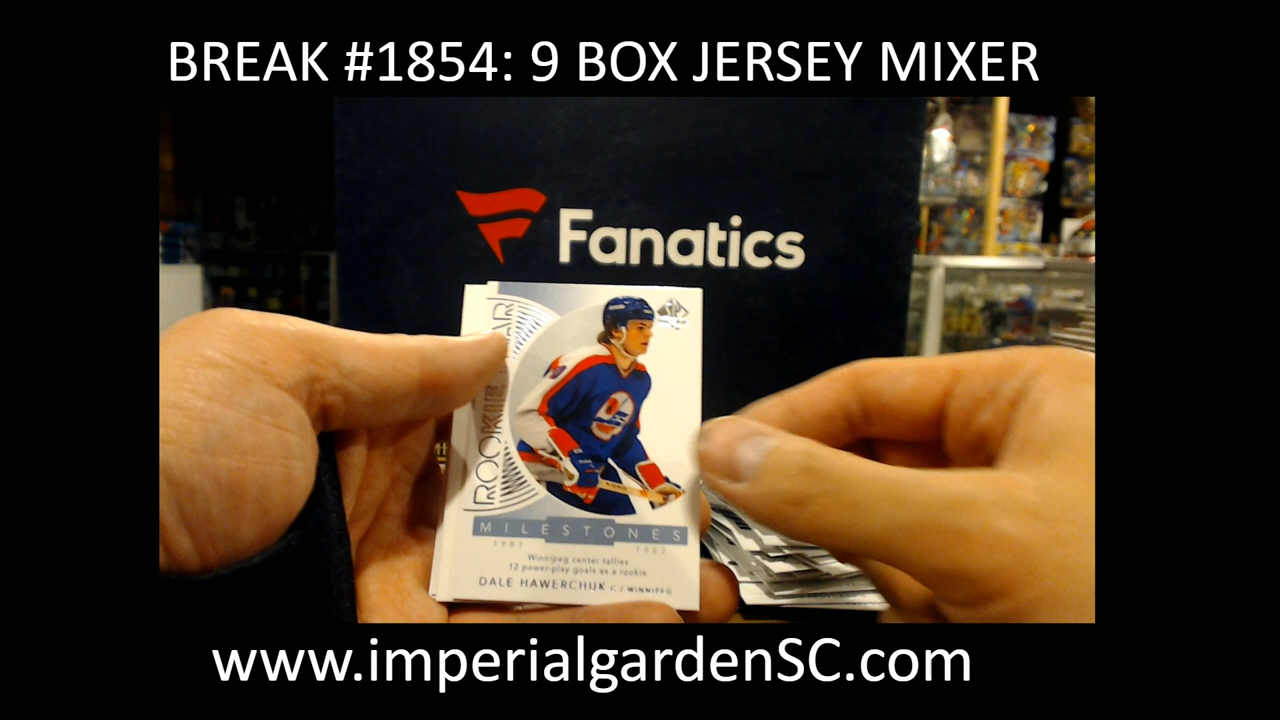 BREAK #1854: 9 BOX JERSEY MIXER
Fanatics
ROOKIE
MILESTONES
1981 1982
Winnipeg center tallies
12 power-play goals as a rookie
DALE HAWERCHUK C / WINNIPEG
www.imperialgardenSC.com